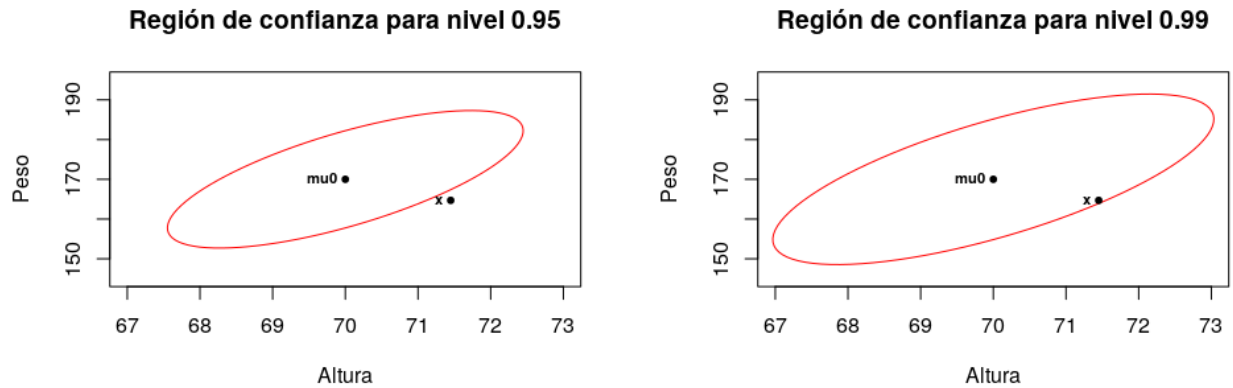 Región de confianza para nivel 0.95
Peso
190
170
150
mu0
x
67 68 69 70 71 72 73
Altura
Región de confianza para nivel 0.99
Peso
190
170
150
mu0
x
67 68 69 70 71 72 73
Altura